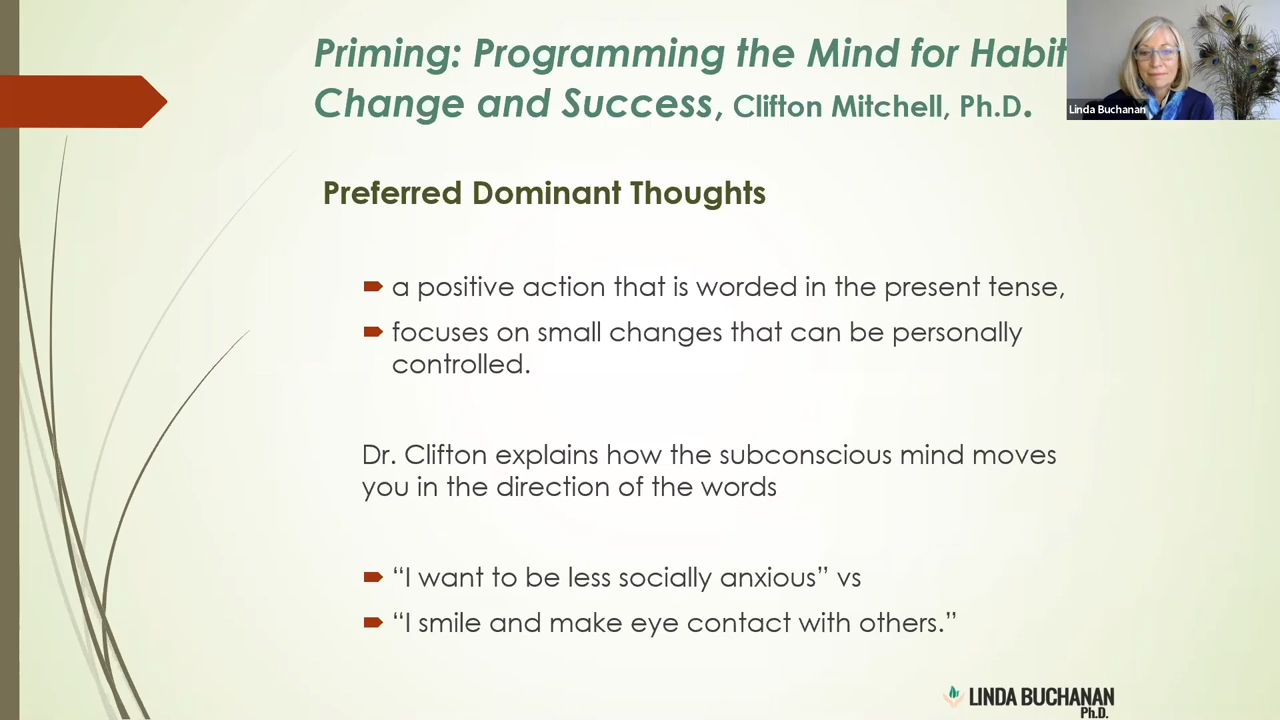 Priming: Programming the Mind for Habit
Change and Success, Clifton Mitchell, Ph.D.
Linda Buchanan
Preferred Dominant Thoughts
a positive action that is worded in the present tense,
focuses on small changes that can be personally
controlled.
Dr. Clifton explains how the subconscious mind moves
you in the direction of the words
“I want to be less socially anxious” vs
“I smile and make eye contact with others.”
LINDA BUCHANAN
Ph.D.